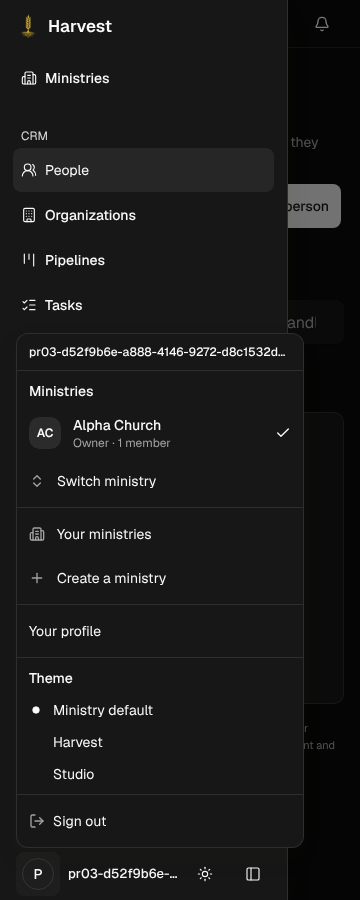 Harvest
Ministries
they
CRM
People
person
Organizations
Pipelines
Tasks
pr03-d52f9b6e-a888-4146-9272-d8c1532d...
Ministries
AC
Alpha Church
Owner · 1 member
Switch ministry
Your ministries
Create a ministry
Your profile
Theme
Ministry default
Harvest
nt and
Studio
Sign out
P
pr03-d52f9b6e-...